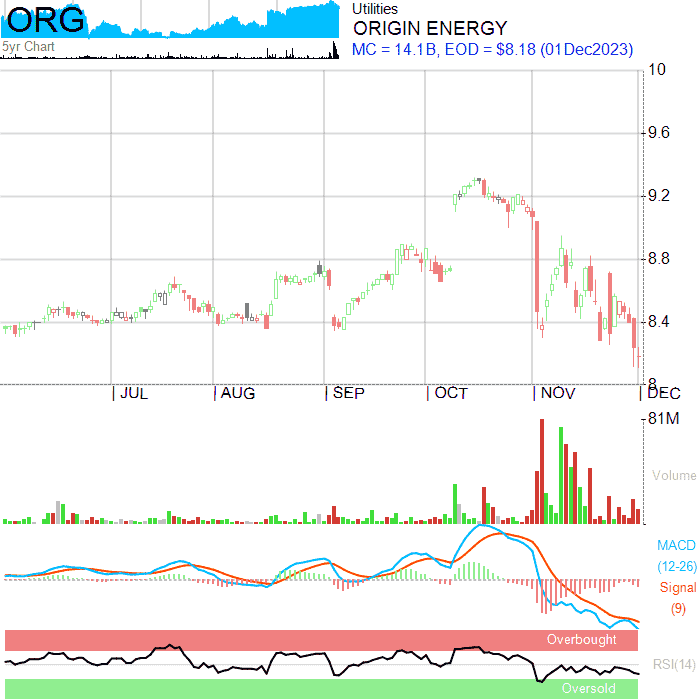 ORG
Utilities
ORIGIN ENERGY
5yr Chart
MC = 14.1B, EOD = $8.18 (01Dec2023)
10
9.6
9.2
8.8
8.4
8
JUL
AUG
SEP
OCT
NOV
DEC
81M
Volume
MACD
(12-26)
Signal
(9)
Overbought
RSI(14)
Oversold